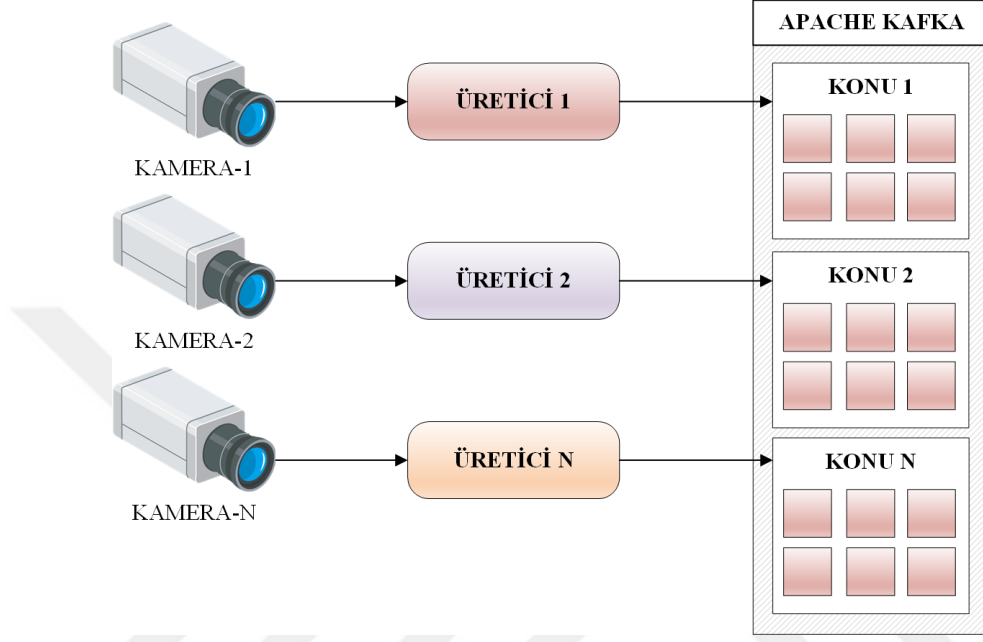 APACHE KAFKA
KAMERA-1
ÜRETİCİ 1
KONU 1
KAMERA-2
ÜRETİCİ 2
KONU 2
KAMERA-N
ÜRETİCİ N
KONU N